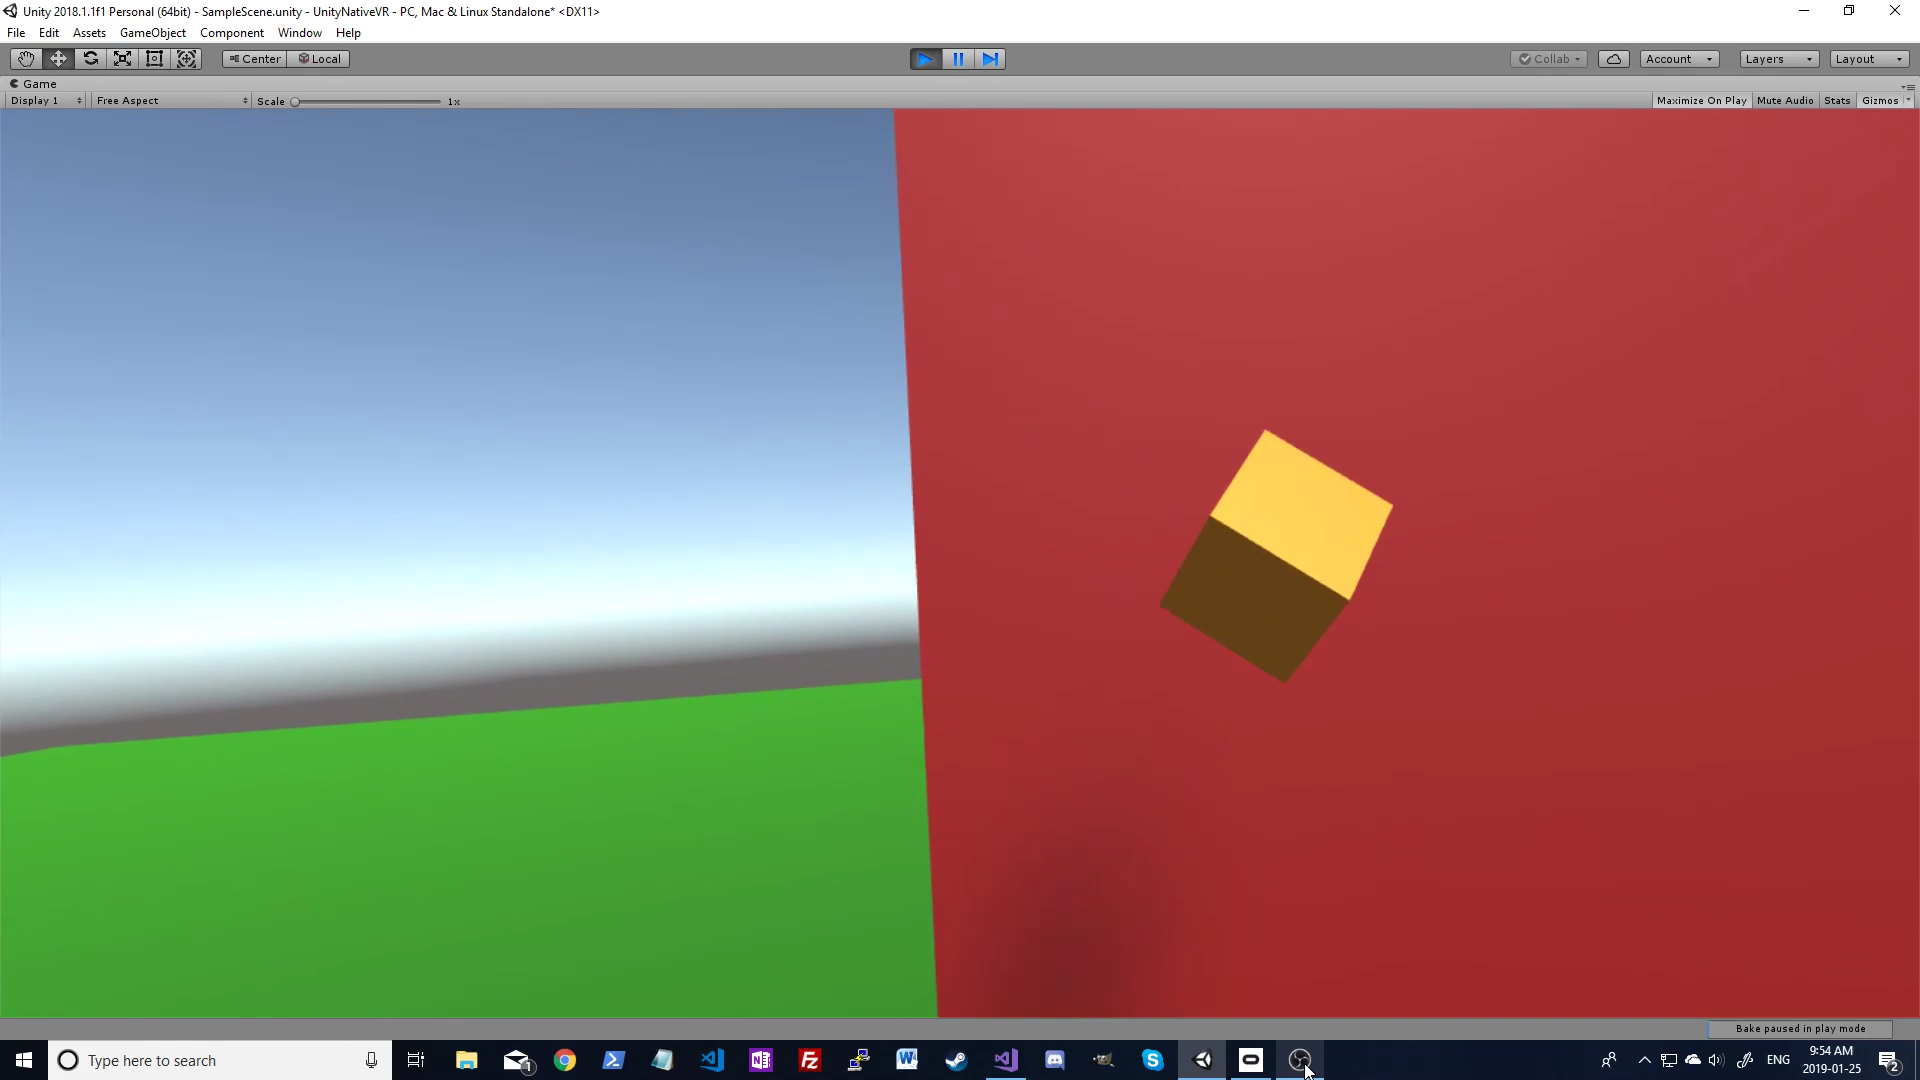 Unity 2018.1.1f1 Personal (64bit) - SampleScene.unity - UnityNativeVR - PC, Mac & Linux Standalone* <DX11>
File Edit Assets GameObject Component Window Help
Center Local Collab Account Layers Layout
Game
Display 1 Free Aspect Scale 1x Maximize On Play Mute Audio Stats Gizmos
Bake paused in play mode
Type here to search 1 ENG 9:54 AM
2019-01-25 2